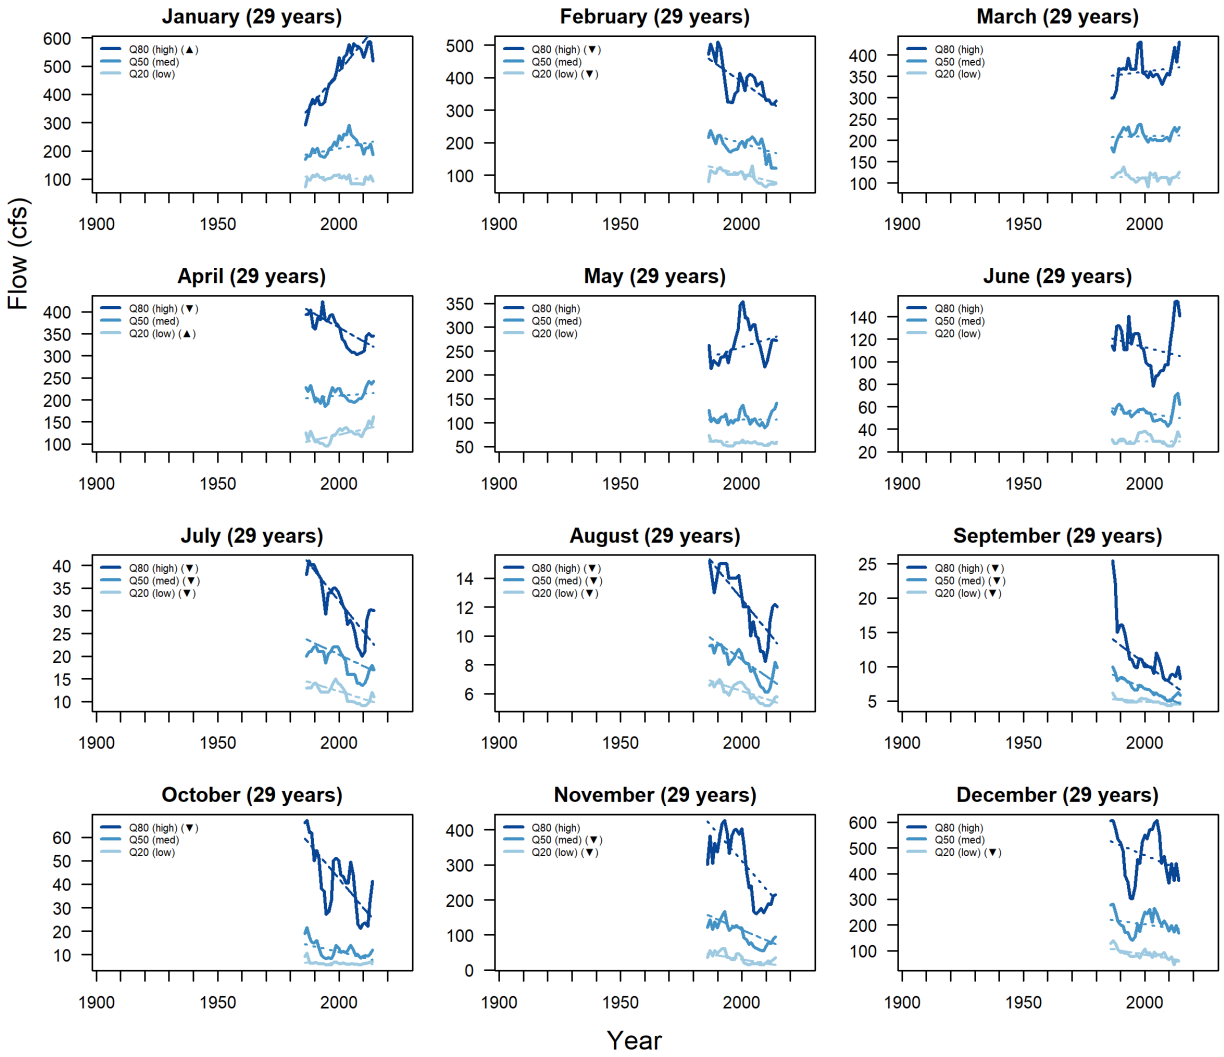 January (29 years)
Q80 (high) (▲)
Q50 (med)
Q20 (low)
600
500
400
300
200
100
1900
1950
2000
February (29 years)
Q80 (high) (▼)
Q50 (med)
Q20 (low) (▼)
500
400
300
200
100
1900
1950
2000
March (29 years)
Q80 (high)
Q50 (med)
Q20 (low)
400
350
300
250
200
150
100
1900
1950
2000
Flow (cfs)
April (29 years)
Q80 (high) (▼)
Q50 (med)
Q20 (low) (▲)
400
350
300
250
200
150
100
1900
1950
2000
May (29 years)
Q80 (high)
Q50 (med)
Q20 (low)
350
300
250
200
150
100
50
1900
1950
2000
June (29 years)
Q80 (high)
Q50 (med)
Q20 (low)
140
120
100
80
60
40
20
1900
1950
2000
July (29 years)
Q80 (high) (▼)
Q50 (med) (▼)
Q20 (low) (▼)
40
35
30
25
20
15
10
1900
1950
2000
August (29 years)
Q80 (high) (▼)
Q50 (med) (▼)
Q20 (low) (▼)
14
12
10
8
6
1900
1950
2000
September (29 years)
Q80 (high) (▼)
Q50 (med) (▼)
Q20 (low) (▼)
25
20
15
10
5
1900
1950
2000
October (29 years)
Q80 (high) (▼)
Q50 (med)
Q20 (low)
60
50
40
30
20
10
1900
1950
2000
November (29 years)
Q80 (high)
Q50 (med) (▼)
Q20 (low) (▼)
400
300
200
100
0
1900
1950
2000
December (29 years)
Q80 (high)
Q50 (med)
Q20 (low) (▼)
600
500
400
300
200
100
1900
1950
2000
Year